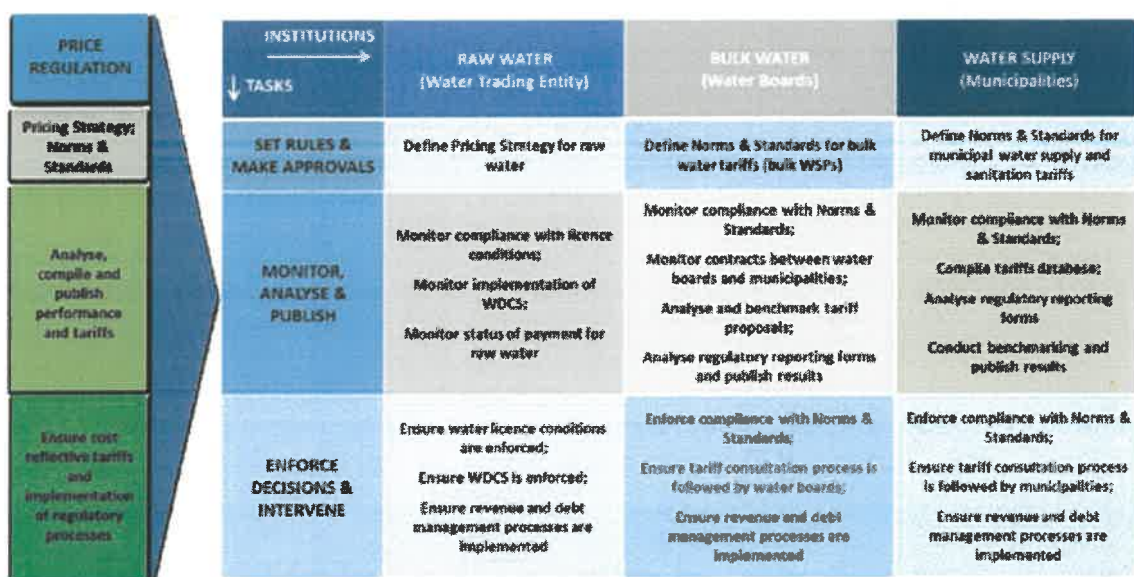 PRICE
REGULATION
INSTITUTIONS
↓ TASKS
RAW WATER
(Water Trading Entity)
BULK WATER
(Water Boards)
WATER SUPPLY
(Municipalities)
Pricing Strategy;
Norms &
Standards
SET RULES &
MAKE APPROVALS
Define Pricing Strategy for raw
water
Define Norms & Standards for bulk
water tariffs (bulk WSPs)
Define Norms & Standards for
municipal water supply and
sanitation tariffs
Analyse,
compile and
publish
performance
and tariffs
MONITOR,
ANALYSE &
PUBLISH
Monitor compliance with licence
conditions;
Monitor implementation of
WDCS;
Monitor status of payment for
raw water
Monitor compliance with Norms &
Standards;
Monitor contracts between water
boards and municipalities;
Analyse and benchmark tariff
proposals;
Analyse regulatory reporting forms
and publish results
Monitor compliance with Norms
& Standards;
Compile tariffs database;
Analyse regulatory reporting
forms
Conduct benchmarking and
publish results
Ensure cost
reflective tariffs
and
implementation
of regulatory
processes
ENFORCE
DECISIONS &
INTERVENE
Ensure water licence conditions
are enforced;
Ensure WDCS is enforced;
Ensure revenue and debt
management processes are
implemented
Enforce compliance with Norms &
Standards;
Ensure tariff consultation process is
followed by water boards;
Ensure revenue and debt
management processes are
implemented
Enforce compliance with Norms &
Standards;
Ensure tariff consultation process
is followed by municipalities;
Ensure revenue and debt
management processes are
implemented